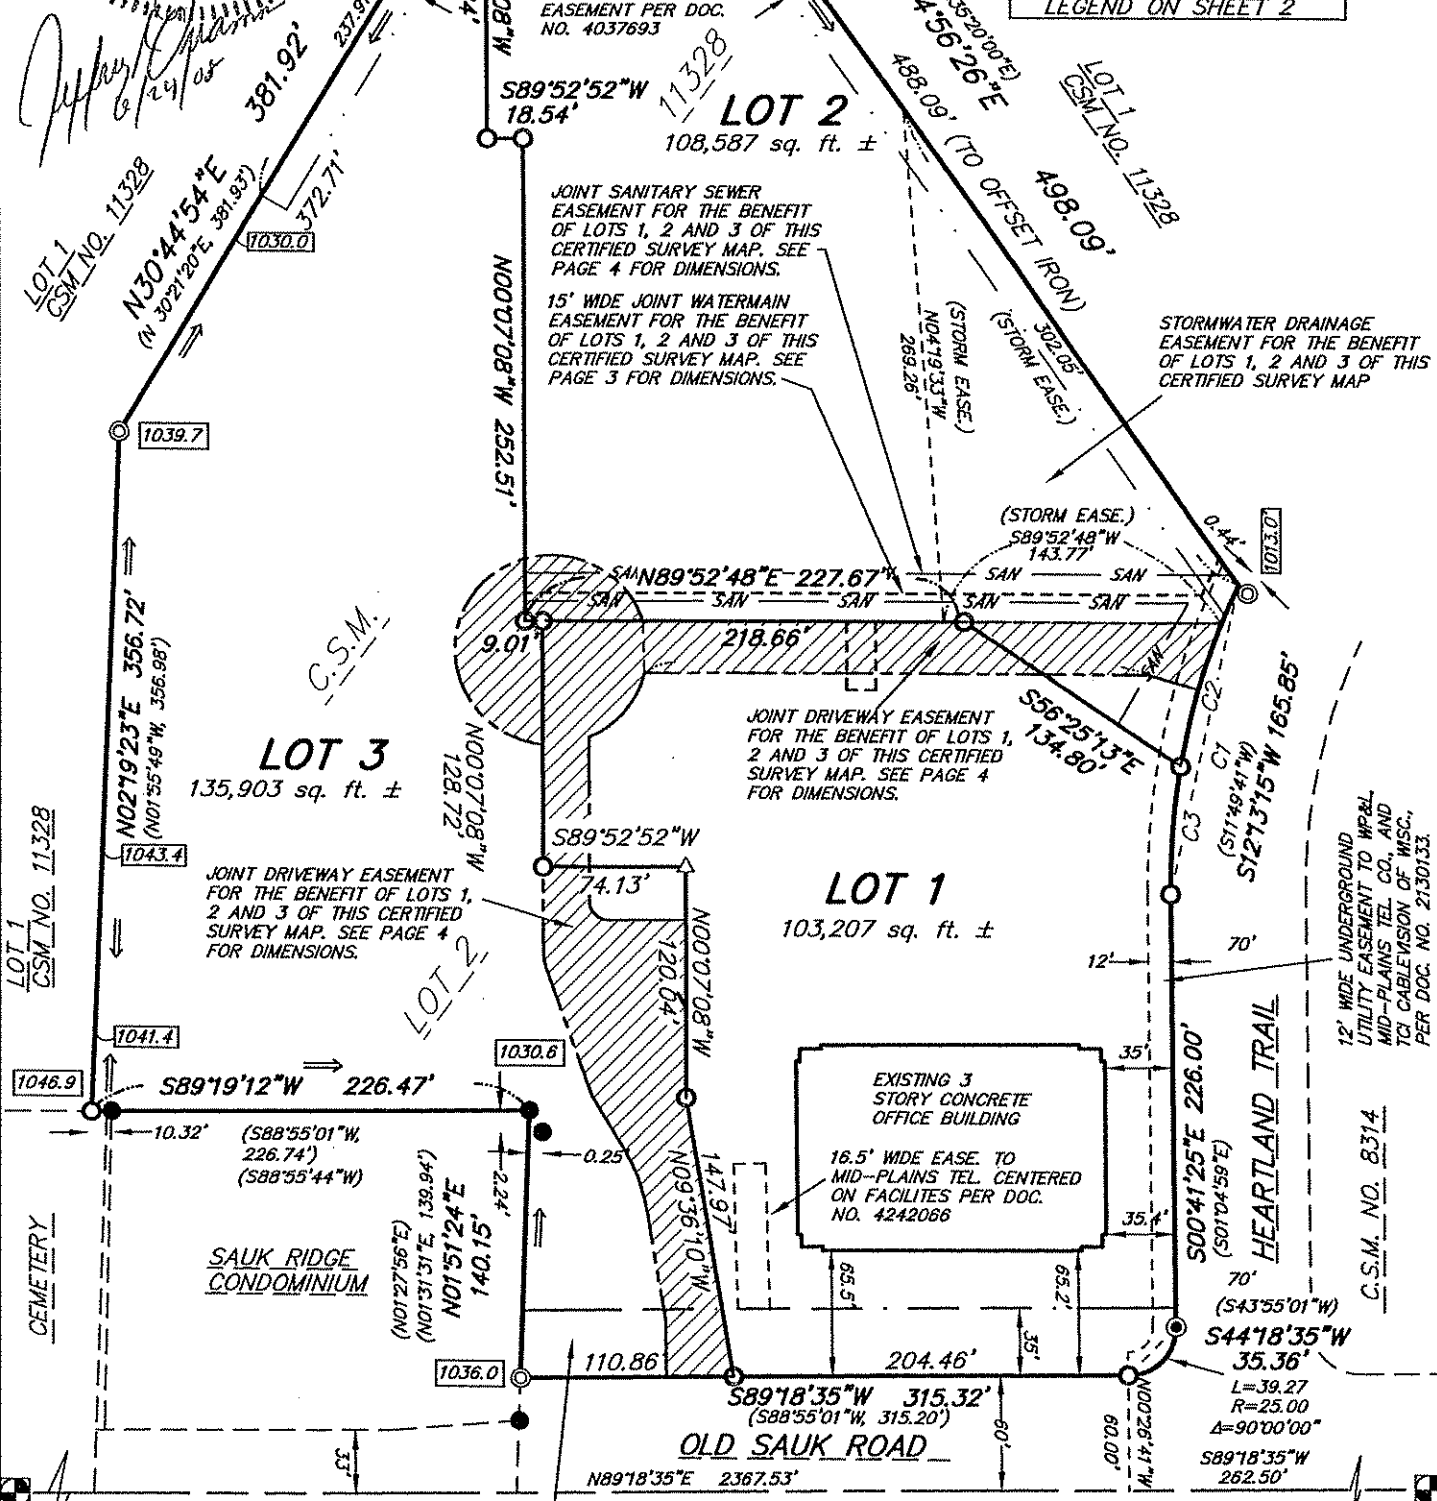 EASEMENT PER DOC.
NO. 4037693
LEGEND ON SHEET 2
6/24/05
381.92'
S89°52'52"W
18.54'
11328
LOT 2
108,587 sq. ft. ±
488.09' (TO OFFSET IRON)
498.09'
LOT 1
CSM NO. 11328
LOT 1
CSM NO. 11328
N30°44'54"E
(N 30°21'20"E, 381.93')
372.71'
1030.0
JOINT SANITARY SEWER
EASEMENT FOR THE BENEFIT
OF LOTS 1, 2 AND 3 OF THIS
CERTIFIED SURVEY MAP. SEE
PAGE 4 FOR DIMENSIONS.
15' WIDE JOINT WATERMAIN
EASEMENT FOR THE BENEFIT
OF LOTS 1, 2 AND 3 OF THIS
CERTIFIED SURVEY MAP. SEE
PAGE 3 FOR DIMENSIONS.
N00°07'08"W 252.51'
(STORM EASE.)
N04°19'33"W
269.26'
302.05'
(STORM EASE.)
STORMWATER DRAINAGE
EASEMENT FOR THE BENEFIT
OF LOTS 1, 2 AND 3 OF THIS
CERTIFIED SURVEY MAP
1039.7
(STORM EASE.)
S89°52'48"W
143.77'
0.44'
1013.0
SAN N89°52'48"E 227.67' SAN SAN
SAN SAN SAN SAN SAN
9.01'
218.66'
SAN
N02°19'23"E 356.72'
(N01°55'49"W, 356.98')
C.S.M.
LOT 3
135,903 sq. ft. ±
N00°07'08"W
128.72'
JOINT DRIVEWAY EASEMENT
FOR THE BENEFIT OF LOTS 1,
2 AND 3 OF THIS CERTIFIED
SURVEY MAP. SEE PAGE 4
FOR DIMENSIONS.
S56°25'13"E
134.80'
C2
C1
C3
(S11°49'41"W)
S12°13'15"W 165.85'
1043.4
S89°52'52"W
74.13'
LOT 1
103,207 sq. ft. ±
JOINT DRIVEWAY EASEMENT
FOR THE BENEFIT OF LOTS 1,
2 AND 3 OF THIS CERTIFIED
SURVEY MAP. SEE PAGE 4
FOR DIMENSIONS.
LOT 1
CSM NO. 11328
LOT 2
N00°07'08"W
120.04'
12'
70'
12' WIDE UNDERGROUND
UTILITY EASEMENT TO WP&L,
MID-PLAINS TEL. CO., AND
TCI CABLEVISION OF WISC.,
PER DOC. NO. 2130133.
1041.4
1046.9
S89°19'12"W 226.47'
1030.6
10.32'
(S88°55'01"W,
226.74')
(S88°55'44"W)
0.25'
2.24'
EXISTING 3
STORY CONCRETE
OFFICE BUILDING
35'
16.5' WIDE EASE. TO
MID-PLAINS TEL. CENTERED
ON FACILITES PER DOC.
NO. 4242066
35.4'
S00°41'25"E 226.00'
(S01°04'59"E)
HEARTLAND TRAIL
C.S.M. NO. 8314
147.97'
N09°36'10"W
CEMETERY
SAUK RIDGE
CONDOMINIUM
(N01°27'56"E)
(N01°31'31"E, 139.94')
N01°51'24"E
140.15'
65.5'
65.2'
35'
70'
(S43°55'01"W)
S44°18'35"W
35.36'
L=39.27
R=25.00
Δ=90°00'00"
1036.0
110.86'
204.46'
S89°18'35"W 315.32'
(S88°55'01"W, 315.20')
OLD SAUK ROAD
33'
60'
60.00'
N00°26'41"W
S89°18'35"W
262.50'
N89°18'35"E 2367.53'